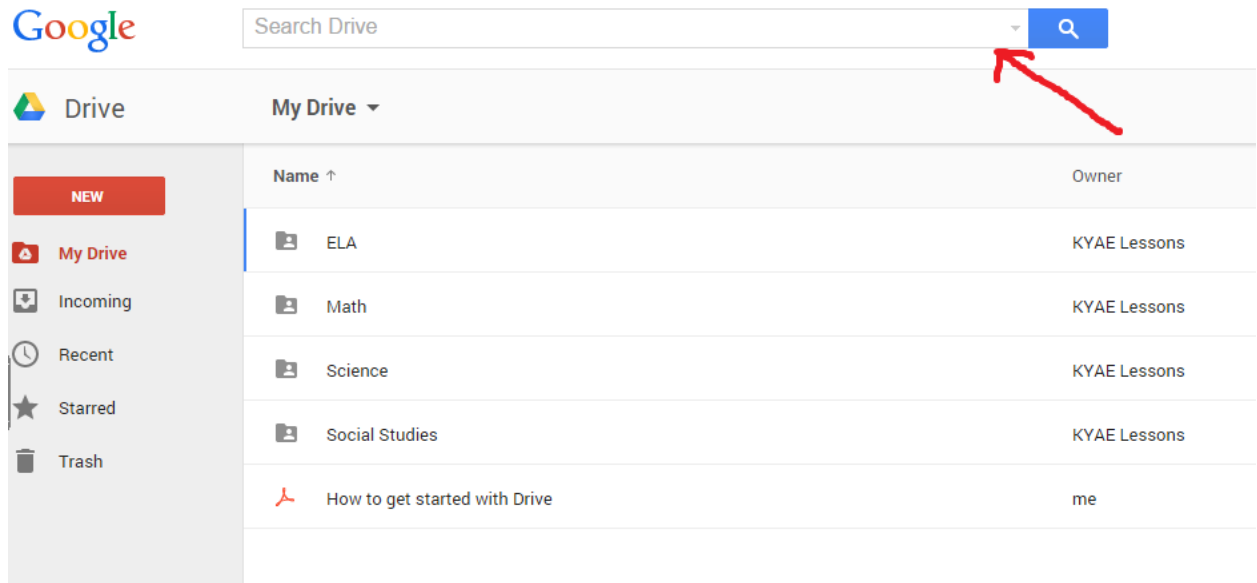 Google
Search Drive
Drive
My Drive
NEW
My Drive
Incoming
Recent
Starred
Trash
Name ↑ Owner
ELA KYAE Lessons
Math KYAE Lessons
Science KYAE Lessons
Social Studies KYAE Lessons
How to get started with Drive me